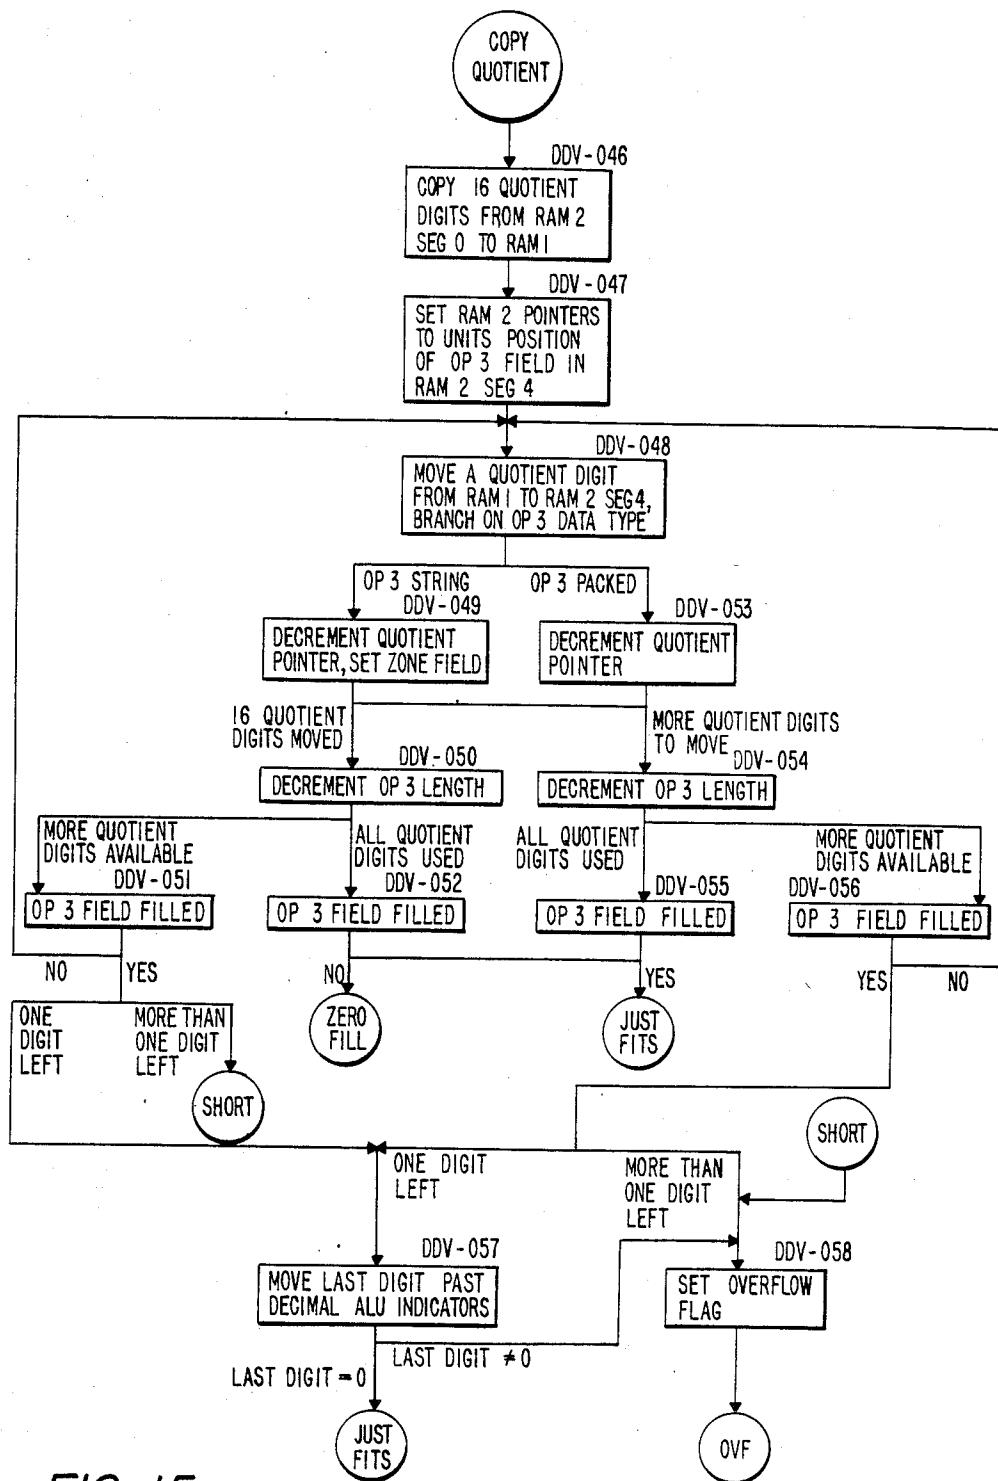 COPY
QUOTIENT
DDV-046
COPY 16 QUOTIENT
DIGITS FROM RAM 2
SEG 0 TO RAM 1
DDV-047
SET RAM 2 POINTERS
TO UNITS POSITION
OF OP 3 FIELD IN
RAM 2 SEG 4
DDV-048
MOVE A QUOTIENT DIGIT
FROM RAM 1 TO RAM 2 SEG 4,
BRANCH ON OP 3 DATA TYPE
OP 3 STRING
OP 3 PACKED
DDV-049
DDV-053
DECREMENT QUOTIENT
POINTER, SET ZONE FIELD
DECREMENT QUOTIENT
POINTER
16 QUOTIENT
DIGITS MOVED
MORE QUOTIENT DIGITS
TO MOVE
DDV-050
DDV-054
DECREMENT OP 3 LENGTH
DECREMENT OP 3 LENGTH
MORE QUOTIENT
DIGITS AVAILABLE
ALL QUOTIENT
DIGITS USED
ALL QUOTIENT
DIGITS USED
MORE QUOTIENT
DIGITS AVAILABLE
DDV-051
DDV-052
DDV-055
DDV-056
OP 3 FIELD FILLED
OP 3 FIELD FILLED
OP 3 FIELD FILLED
OP 3 FIELD FILLED
NO
YES
NO
YES
YES
NO
ZERO
FILL
JUST
FITS
ONE
DIGIT
LEFT
MORE THAN
ONE DIGIT
LEFT
SHORT
SHORT
ONE DIGIT
LEFT
MORE THAN
ONE DIGIT
LEFT
DDV-057
DDV-058
MOVE LAST DIGIT PAST
DECIMAL ALU INDICATORS
SET OVERFLOW
FLAG
LAST DIGIT ≠ 0
LAST DIGIT = 0
JUST
FITS
OVF